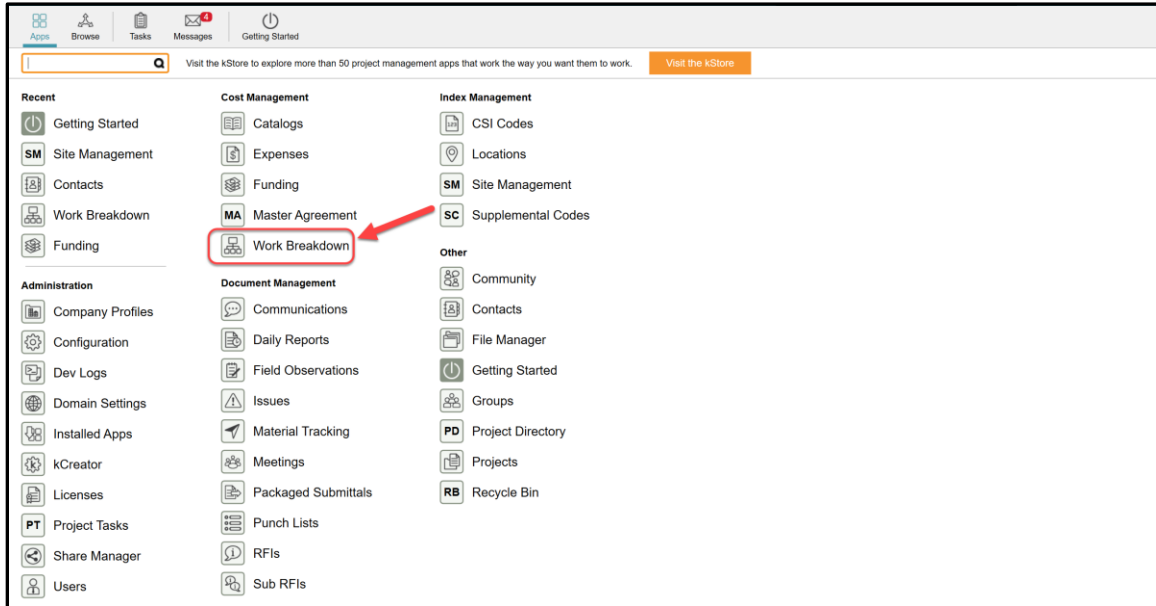 4
Apps Browse Tasks Messages Getting Started
Visit the kStore to explore more than 50 project management apps that work the way you want them to work. Visit the kStore
Recent
Getting Started
SM Site Management
Contacts
Work Breakdown
Funding
Administration
Company Profiles
Configuration
Dev Logs
Domain Settings
Installed Apps
kCreator
Licenses
PT Project Tasks
Share Manager
Users
Cost Management
Catalogs
Expenses
Funding
MA Master Agreement
Work Breakdown
Document Management
Communications
Daily Reports
Field Observations
Issues
Material Tracking
Meetings
Packaged Submittals
Punch Lists
RFIs
Sub RFIs
Index Management
CSI Codes
Locations
SM Site Management
SC Supplemental Codes
Other
Community
Contacts
File Manager
Getting Started
Groups
PD Project Directory
Projects
RB Recycle Bin